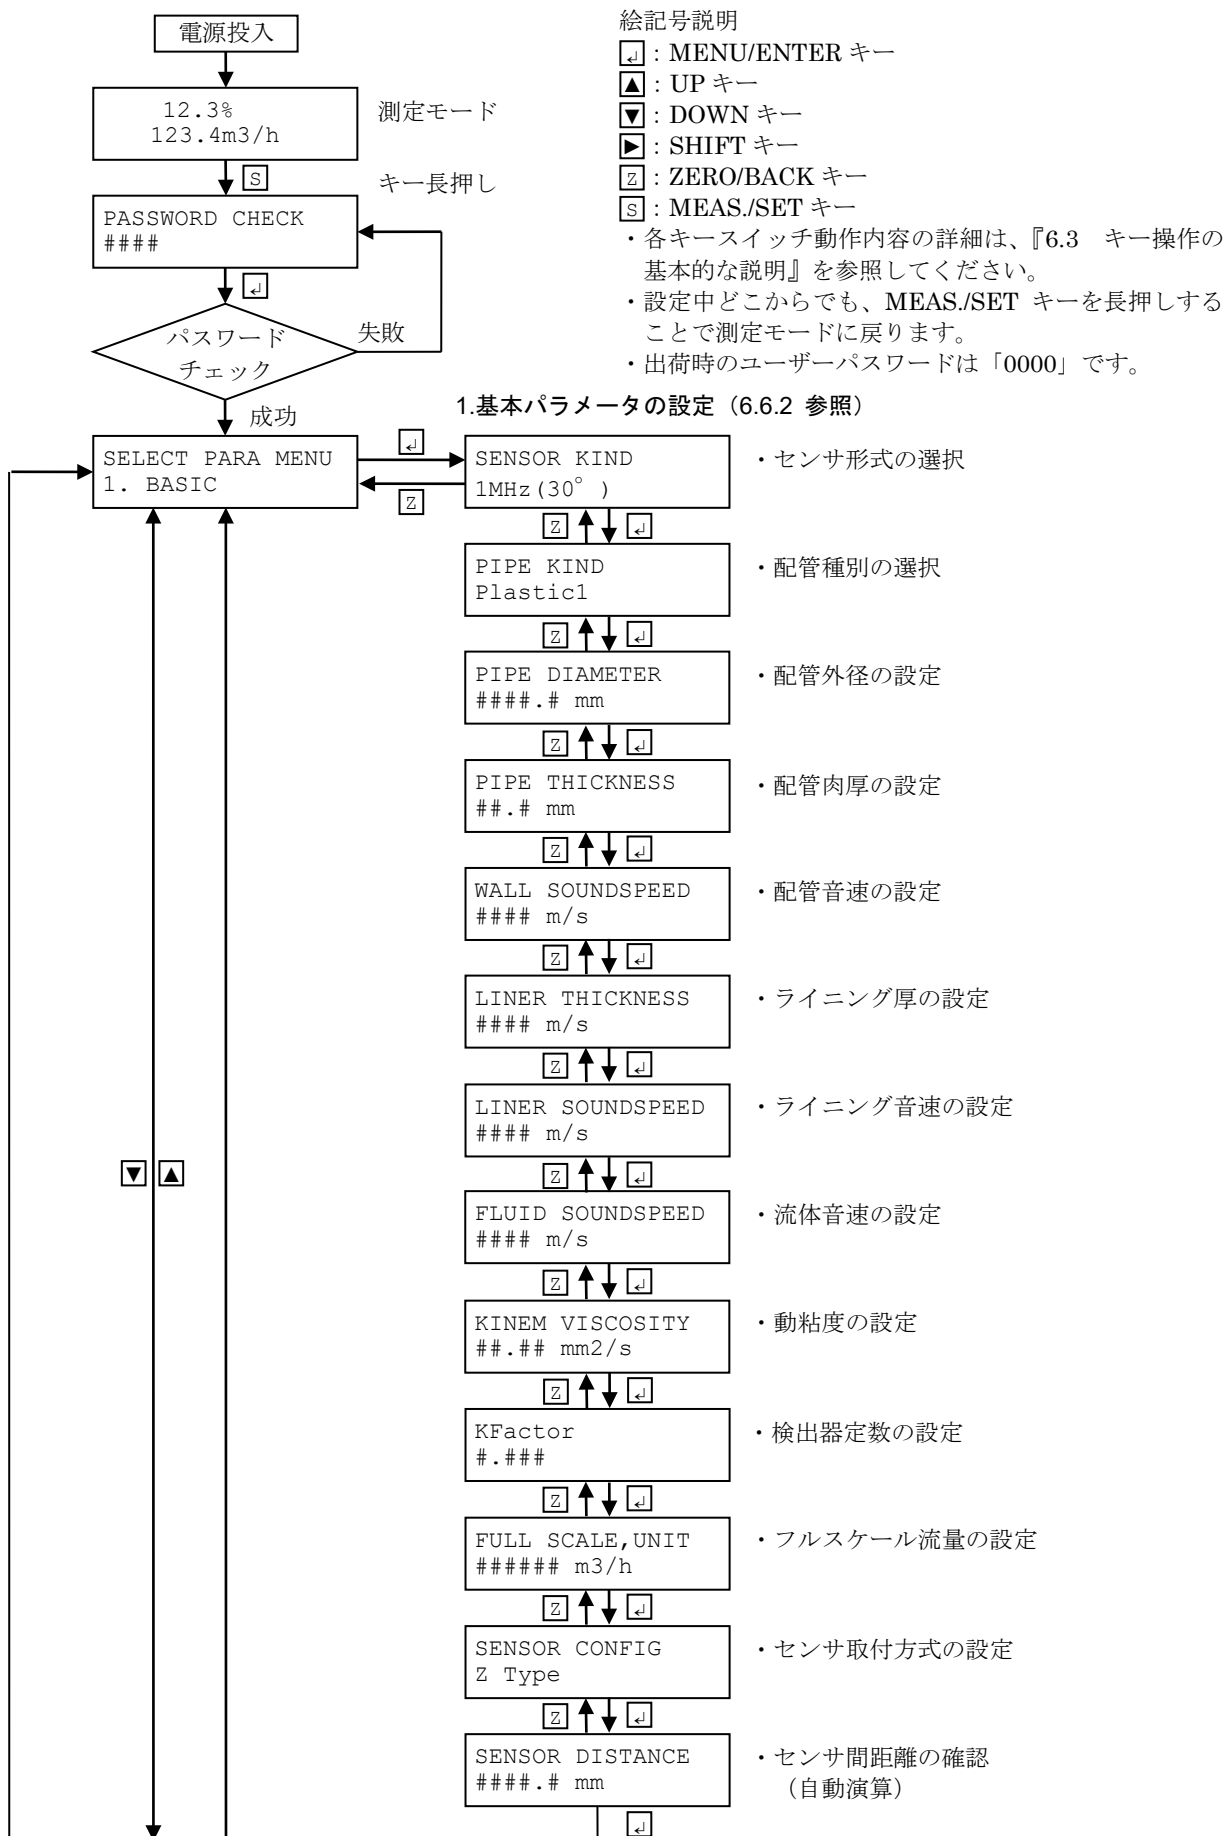 電源投入
12.3%
123.4m3/h
測定モード
S
キー長押し
PASSWORD CHECK
####
↲
パスワード
チェック
失敗
成功
絵記号説明
↲：MENU/ENTER キー
▲：UP キー
▼：DOWN キー
▶：SHIFT キー
Z：ZERO/BACK キー
S：MEAS./SET キー
・各キースイッチ動作内容の詳細は、『6.3　キー操作の
基本的な説明』を参照してください。
・設定中どこからでも、MEAS./SET キーを長押しする
ことで測定モードに戻ります。
・出荷時のユーザーパスワードは「0000」です。
1.基本パラメータの設定（6.6.2 参照）
SELECT PARA MENU
1. BASIC
↲
Z
SENSOR KIND
1MHz(30°)
・センサ形式の選択
Z ↲
PIPE KIND
Plastic1
・配管種別の選択
Z ↲
PIPE DIAMETER
####.# mm
・配管外径の設定
Z ↲
PIPE THICKNESS
##.# mm
・配管肉厚の設定
Z ↲
WALL SOUNDSPEED
#### m/s
・配管音速の設定
Z ↲
LINER THICKNESS
#### m/s
・ライニング厚の設定
Z ↲
LINER SOUNDSPEED
#### m/s
・ライニング音速の設定
▼ ▲
Z ↲
FLUID SOUNDSPEED
#### m/s
・流体音速の設定
Z ↲
KINEM VISCOSITY
##.## mm2/s
・動粘度の設定
Z ↲
KFactor
#.###
・検出器定数の設定
Z ↲
FULL SCALE,UNIT
###### m3/h
・フルスケール流量の設定
Z ↲
SENSOR CONFIG
Z Type
・センサ取付方式の設定
Z ↲
SENSOR DISTANCE
####.# mm
・センサ間距離の確認
（自動演算）
↲